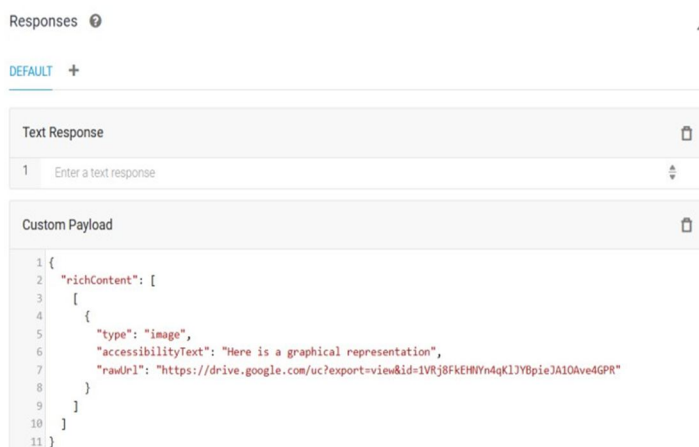 Responses ?
DEFAULT +
Text Response
1 Enter a text response
Custom Payload
1 {
2 "richContent": [
3 [
4 {
5 "type": "image",
6 "accessibilityText": "Here is a graphical representation",
7 "rawUrl": "https://drive.google.com/uc?export=view&id=1VRj8FkEHNYn4qKlJYBpieJA1OAve4GPR"
8 }
9 ]
10 ]
11 }